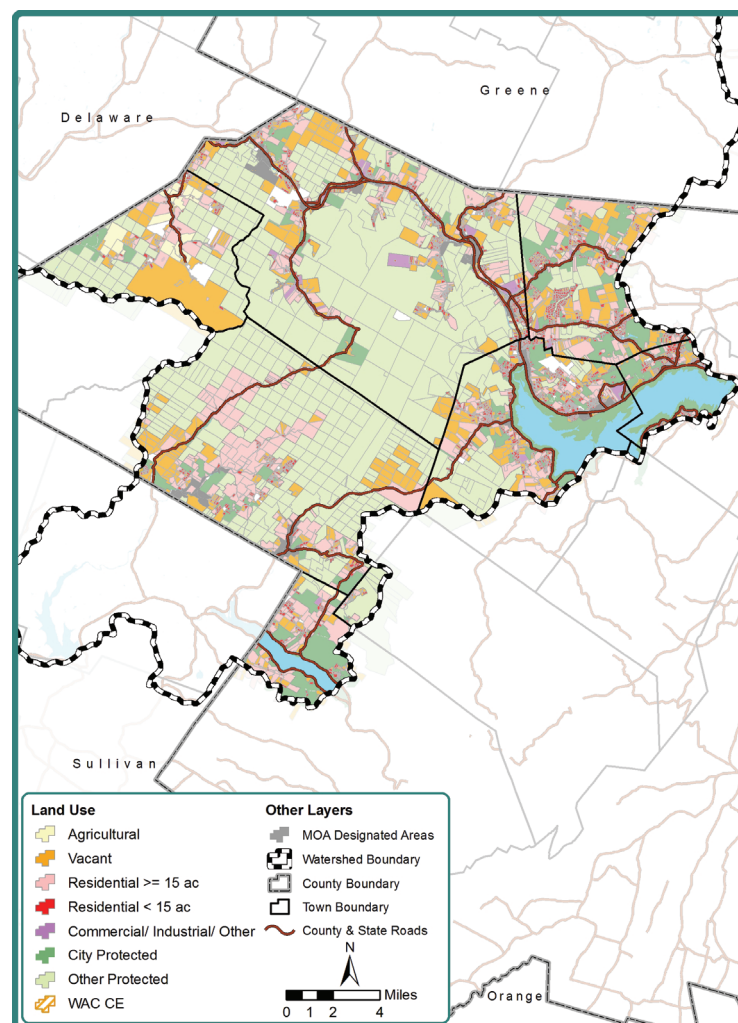 Greene
Delaware
Sullivan
Orange
Land Use
Agricultural
Vacant
Residential >= 15 ac
Residential < 15 ac
Commercial/ Industrial/ Other
City Protected
Other Protected
WAC CE
Other Layers
MOA Designated Areas
Watershed Boundary
County Boundary
Town Boundary
County & State Roads
N
Miles
0 1 2 4